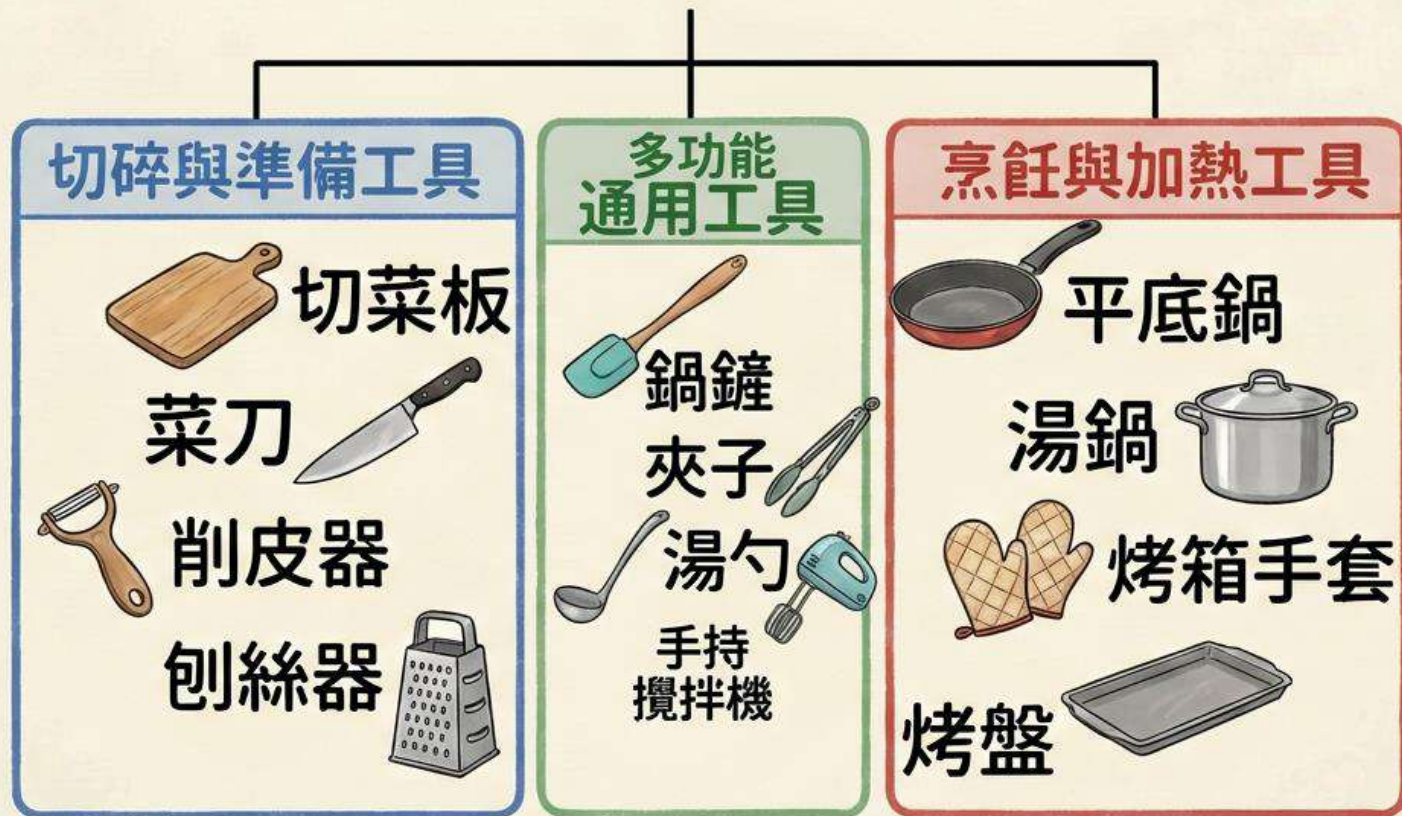 切碎與準備工具
切菜板
菜刀
削皮器
刨絲器
多功能
通用工具
鍋鏟
夾子
湯勺
手持
攪拌機
烹飪與加熱工具
平底鍋
湯鍋
烤箱手套
烤盤